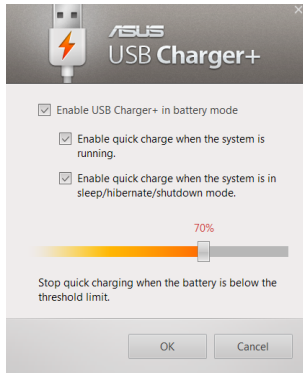 ASUS
USB Charger+
Enable USB Charger+ in battery mode
Enable quick charge when the system is
running.
Enable quick charge when the system is in
sleep/hibernate/shutdown mode.
70%
Stop quick charging when the battery is below the
threshold limit.
OK
Cancel